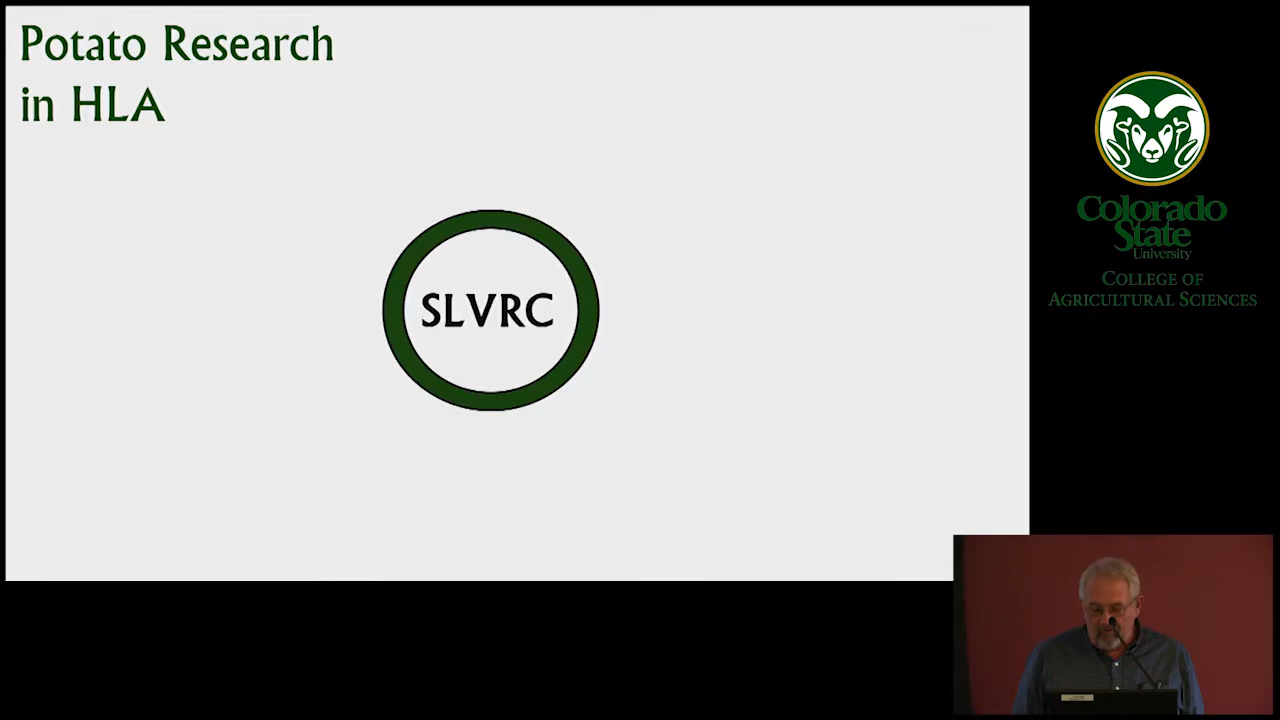 Potato Research
in HLA
SLVRC
Colorado
State
University
COLLEGE OF
AGRICULTURAL SCIENCES